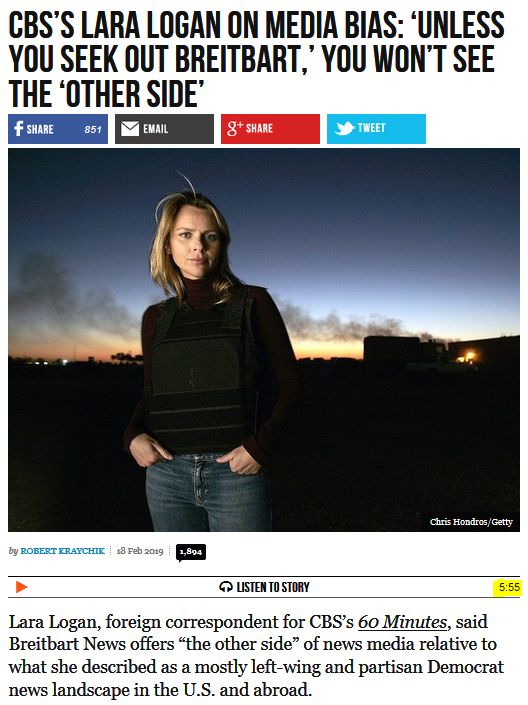 CBS'S LARA LOGAN ON MEDIA BIAS: ‘UNLESS
YOU SEEK OUT BREITBART,’ YOU WON'T SEE
THE ‘OTHER SIDE’
f SHARE 851 EMAIL g+ SHARE TWEET
Chris Hondros/Getty
by ROBERT KRAYCHIK 18 Feb 2019 1,894
LISTEN TO STORY 5:55
Lara Logan, foreign correspondent for CBS's 60 Minutes, said
Breitbart News offers “the other side” of news media relative to
what she described as a mostly left-wing and partisan Democrat
news landscape in the U.S. and abroad.